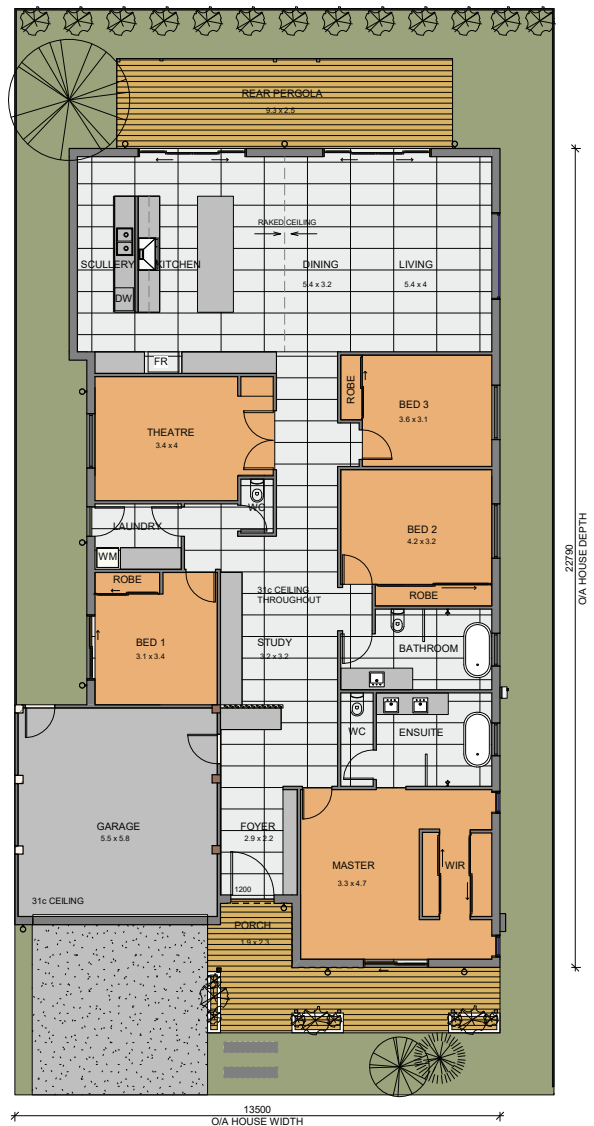 REAR PERGOLA
9.3 x 2.5
RAKED CEILING
SCULLERY
KITCHEN
DINING
5.4 x 3.2
LIVING
5.4 x 4
DW
FR
ROBE
BED 3
3.6 x 3.1
THEATRE
3.4 x 4
WC
LAUNDRY
WM
BED 2
4.2 x 3.2
ROBE
ROBE
31c CEILING
THROUGHOUT
BED 1
3.1 x 3.4
STUDY
3.2 x 3.2
BATHROOM
WC
ENSUITE
GARAGE
5.5 x 5.8
31c CEILING
FOYER
2.9 x 2.2
1200
MASTER
3.3 x 4.7
WIR
PORCH
1.9 x 2.3
22790
O/A HOUSE DEPTH
13500
O/A HOUSE WIDTH